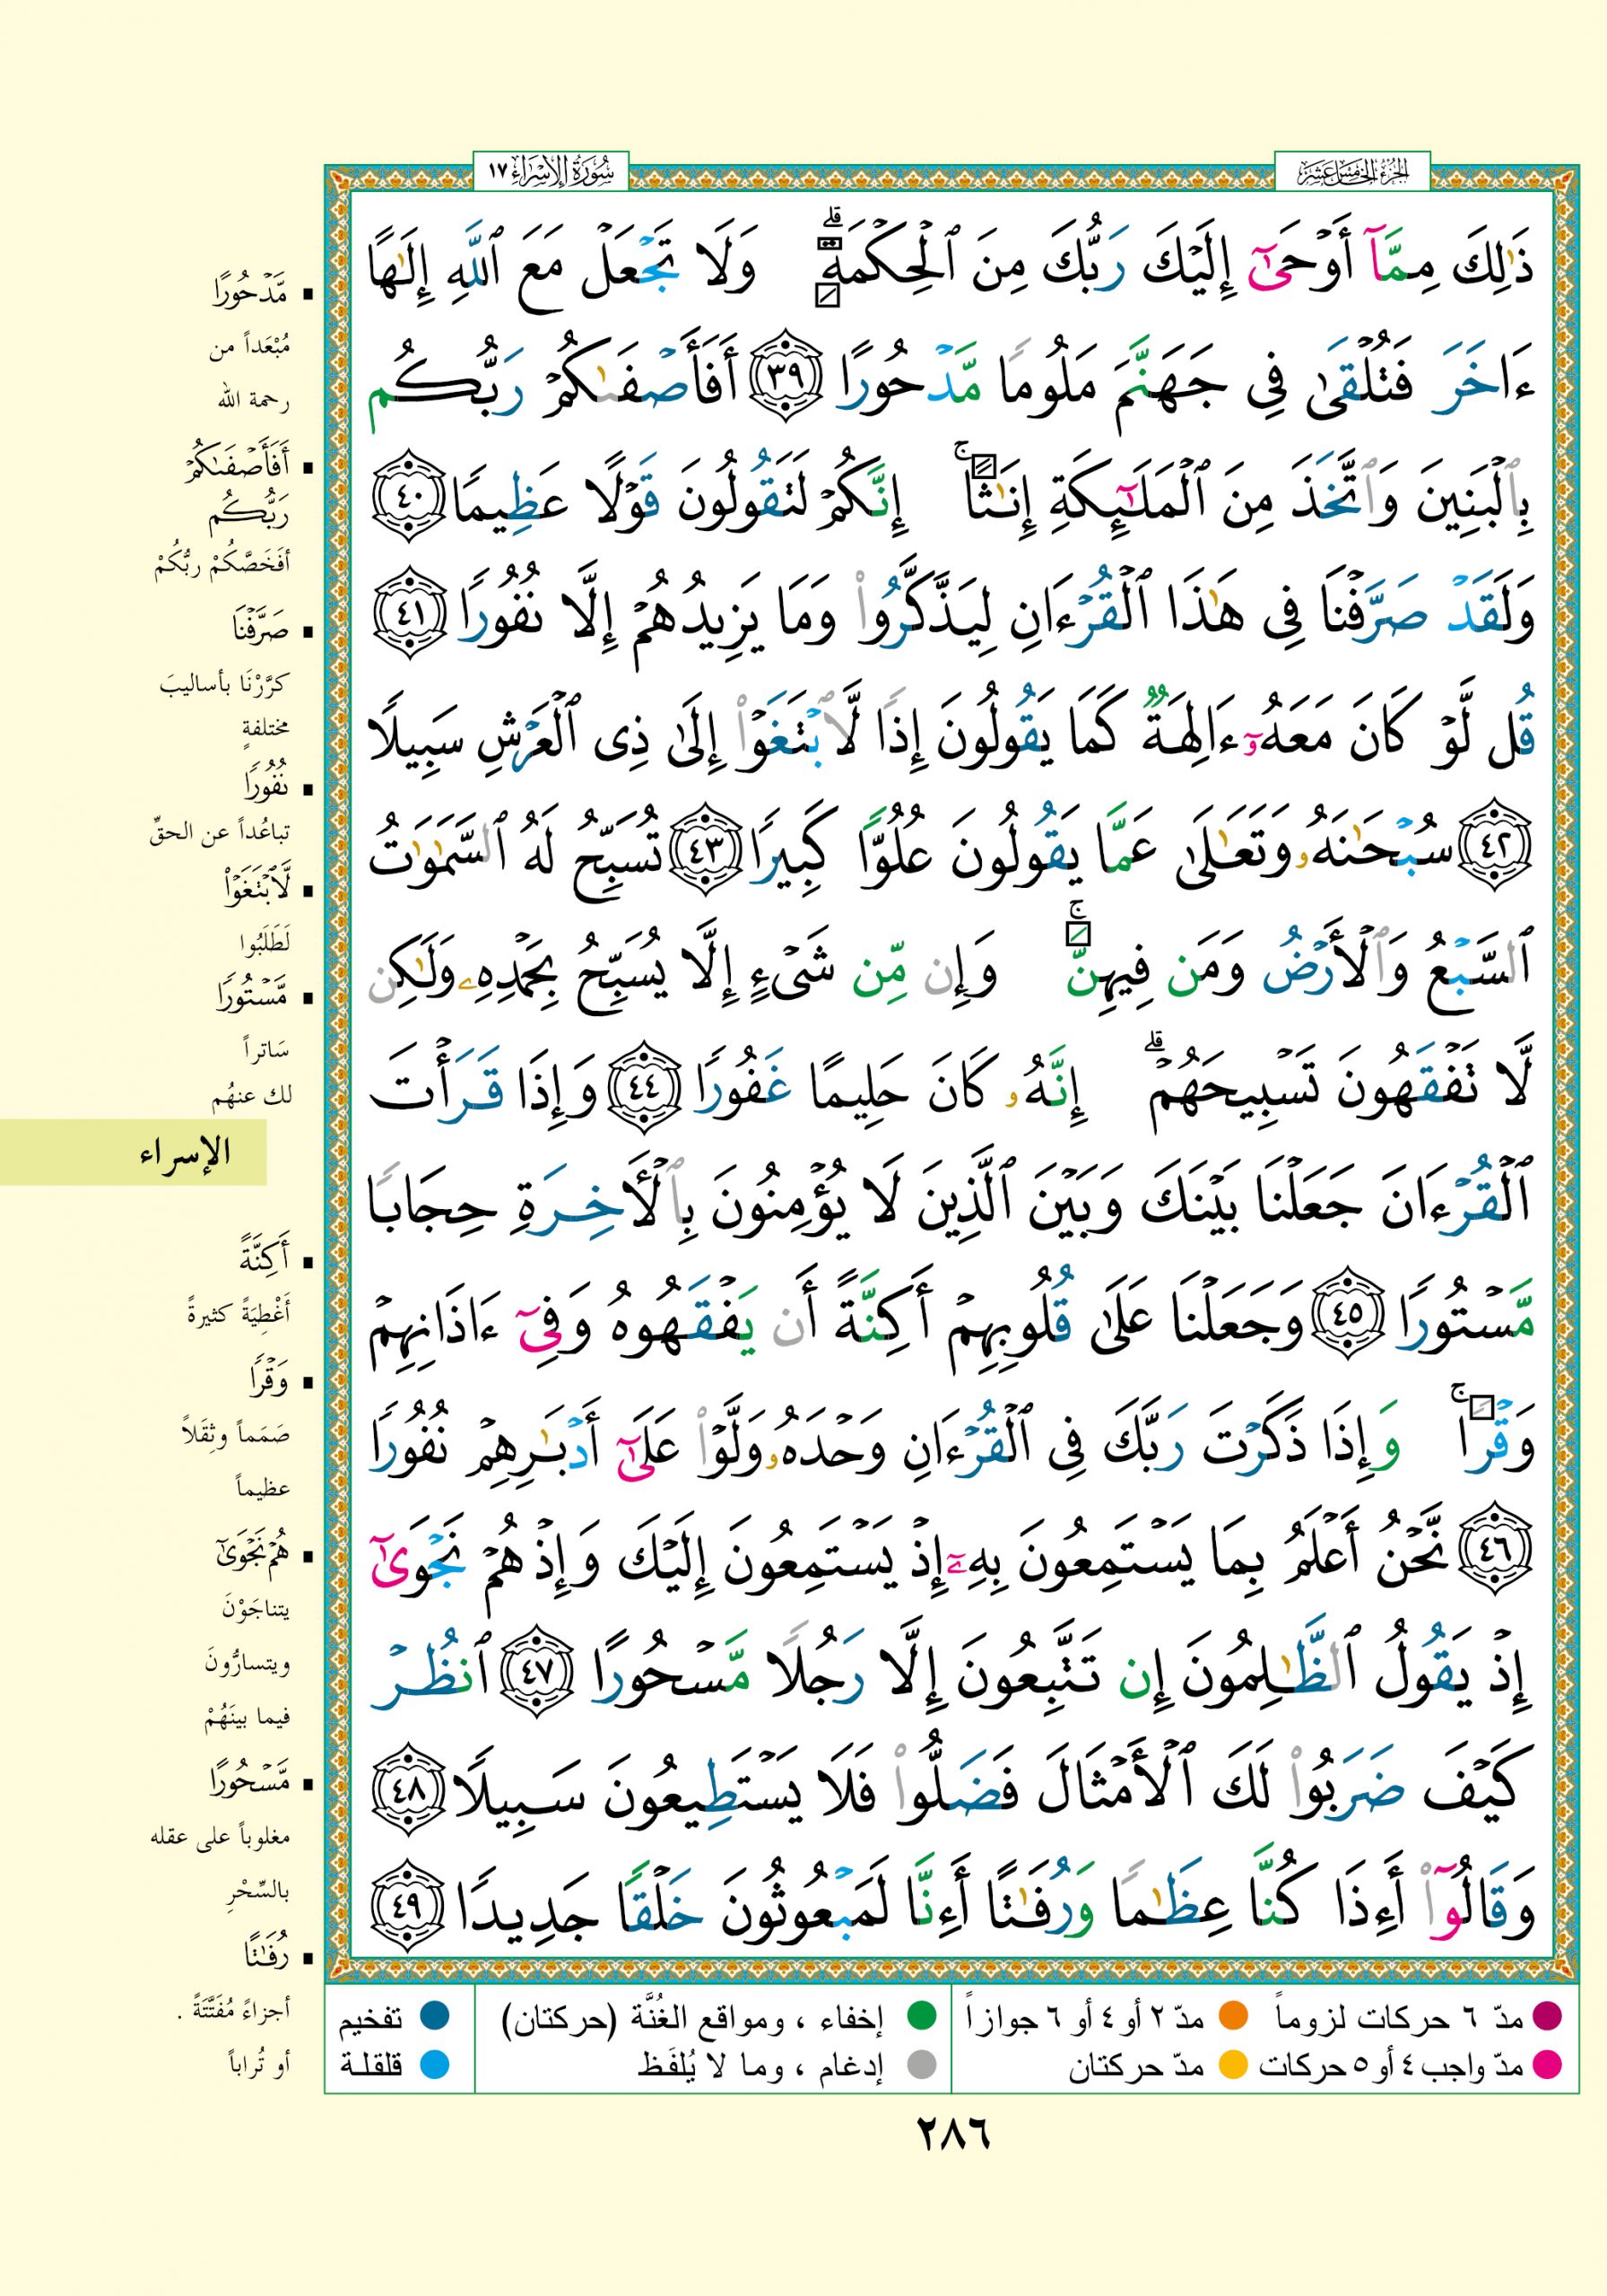 الجزء الخامس عشر
سورة الإسراء ١٧
ذَٰلِكَ مِمَّآ أَوْحَىٰٓ إِلَيْكَ رَبُّكَ مِنَ ٱلْحِكْمَةِ ۗ وَلَا تَجْعَلْ مَعَ ٱللَّهِ إِلَٰهًا
ءَاخَرَ فَتُلْقَىٰ فِى جَهَنَّمَ مَلُومًا مَّدْحُورًا ٣٩ أَفَأَصْفَىٰكُمْ رَبُّكُم
بِٱلْبَنِينَ وَٱتَّخَذَ مِنَ ٱلْمَلَٰٓئِكَةِ إِنَٰثًا ۚ إِنَّكُمْ لَتَقُولُونَ قَوْلًا عَظِيمًا ٤٠
وَلَقَدْ صَرَّفْنَا فِى هَٰذَا ٱلْقُرْءَانِ لِيَذَّكَّرُوا۟ وَمَا يَزِيدُهُمْ إِلَّا نُفُورًا ٤١
قُل لَّوْ كَانَ مَعَهُۥٓ ءَالِهَةٌ كَمَا يَقُولُونَ إِذًا لَّٱبْتَغَوْا۟ إِلَىٰ ذِى ٱلْعَرْشِ سَبِيلًا
٤٢ سُبْحَٰنَهُۥ وَتَعَٰلَىٰ عَمَّا يَقُولُونَ عُلُوًّا كَبِيرًا ٤٣ تُسَبِّحُ لَهُ ٱلسَّمَٰوَٰتُ
ٱلسَّبْعُ وَٱلْأَرْضُ وَمَن فِيهِنَّ ۚ وَإِن مِّن شَىْءٍ إِلَّا يُسَبِّحُ بِحَمْدِهِۦ وَلَٰكِن
لَّا تَفْقَهُونَ تَسْبِيحَهُمْ ۗ إِنَّهُۥ كَانَ حَلِيمًا غَفُورًا ٤٤ وَإِذَا قَرَأْتَ
ٱلْقُرْءَانَ جَعَلْنَا بَيْنَكَ وَبَيْنَ ٱلَّذِينَ لَا يُؤْمِنُونَ بِٱلْأَخِرَةِ حِجَابًا
مَّسْتُورًا ٤٥ وَجَعَلْنَا عَلَىٰ قُلُوبِهِمْ أَكِنَّةً أَن يَفْقَهُوهُ وَفِىٓ ءَاذَانِهِمْ
وَقْرًا ۚ وَإِذَا ذَكَرْتَ رَبَّكَ فِى ٱلْقُرْءَانِ وَحْدَهُۥ وَلَّوْا۟ عَلَىٰٓ أَدْبَٰرِهِمْ نُفُورًا
٤٦ نَّحْنُ أَعْلَمُ بِمَا يَسْتَمِعُونَ بِهِۦٓ إِذْ يَسْتَمِعُونَ إِلَيْكَ وَإِذْ هُمْ نَجْوَىٰٓ
إِذْ يَقُولُ ٱلظَّٰلِمُونَ إِن تَتَّبِعُونَ إِلَّا رَجُلًا مَّسْحُورًا ٤٧ ٱنظُرْ
كَيْفَ ضَرَبُوا۟ لَكَ ٱلْأَمْثَالَ فَضَلُّوا۟ فَلَا يَسْتَطِيعُونَ سَبِيلًا ٤٨
وَقَالُوٓا۟ أَءِذَا كُنَّا عِظَٰمًا وَرُفَٰتًا أَءِنَّا لَمَبْعُوثُونَ خَلْقًا جَدِيدًا ٤٩
مَّدْحُورًا
مُبْعَداً من
رحمة الله
أَفَأَصْفَىٰكُمْ
رَبُّكُم
أفَخَصَّكُمْ ربُّكُمْ
صَرَّفْنَا
كرَّرْنَا بأساليبَ
مختلفةٍ
نُفُورًا
تباعُداً عن الحقِّ
لَّٱبْتَغَوْا۟
لَطَلَبُوا
مَّسْتُورًا
سَاتراً
لك عنهُم
الإسراء
أَكِنَّةً
أَغْطِيَةً كثيرةً
وَقْرًا
صَمَماً وثِقَلاً
عظيماً
هُمْ نَجْوَىٰٓ
يتناجَوْنَ
ويتسارُّونَ
فيما بينَهُمْ
مَّسْحُورًا
مغلوباً على عقله
بالسِّحْرِ
رُفَٰتًا
أجزاءً مُفَتَّتَةً .
أو تُراباً
مدّ ٦ حركات لزوماً مدّ ٢ أو ٤ أو ٦ جوازاً إخفاء ، ومواقع الغُنَّة (حركتان) تفخيم
مدّ واجب ٤ أو ٥ حركات مدّ حركتان إدغام ، وما لا يُلفَظ قلقلة
٢٨٦